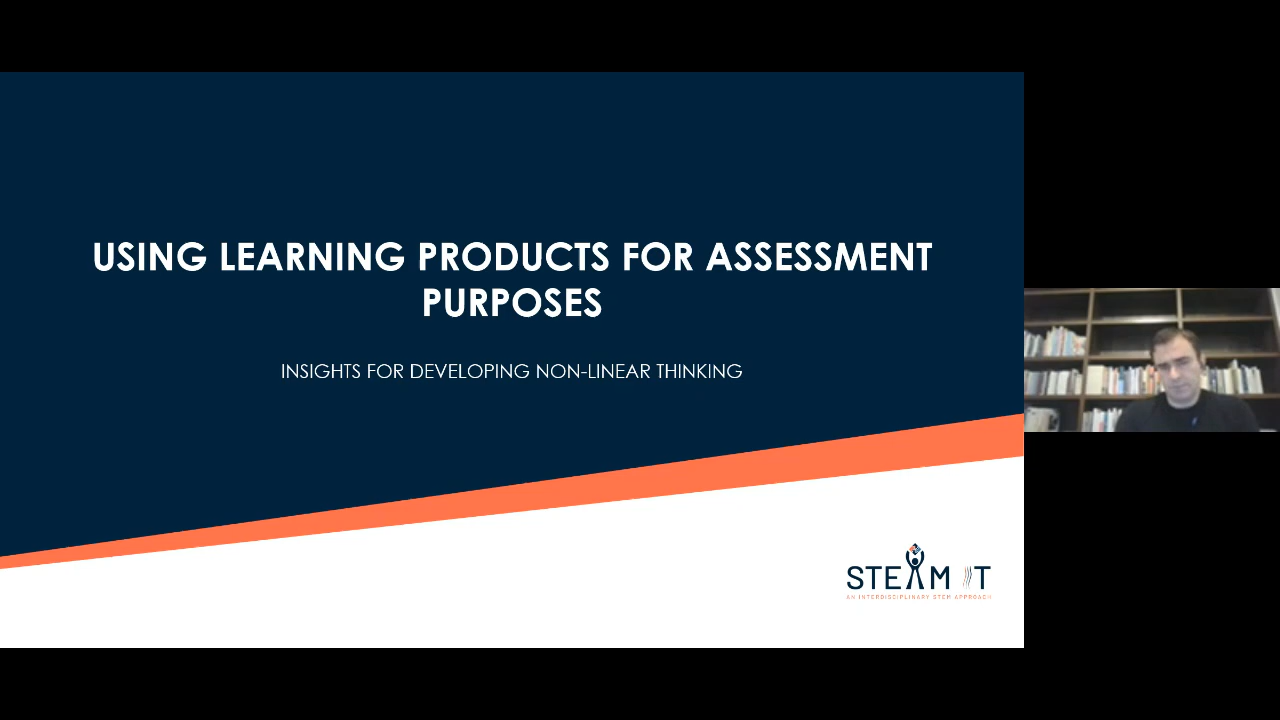 USING LEARNING PRODUCTS FOR ASSESSMENT
PURPOSES
INSIGHTS FOR DEVELOPING NON-LINEAR THINKING
STEAM IT
AN INTERDISCIPLINARY STEM APPROACH